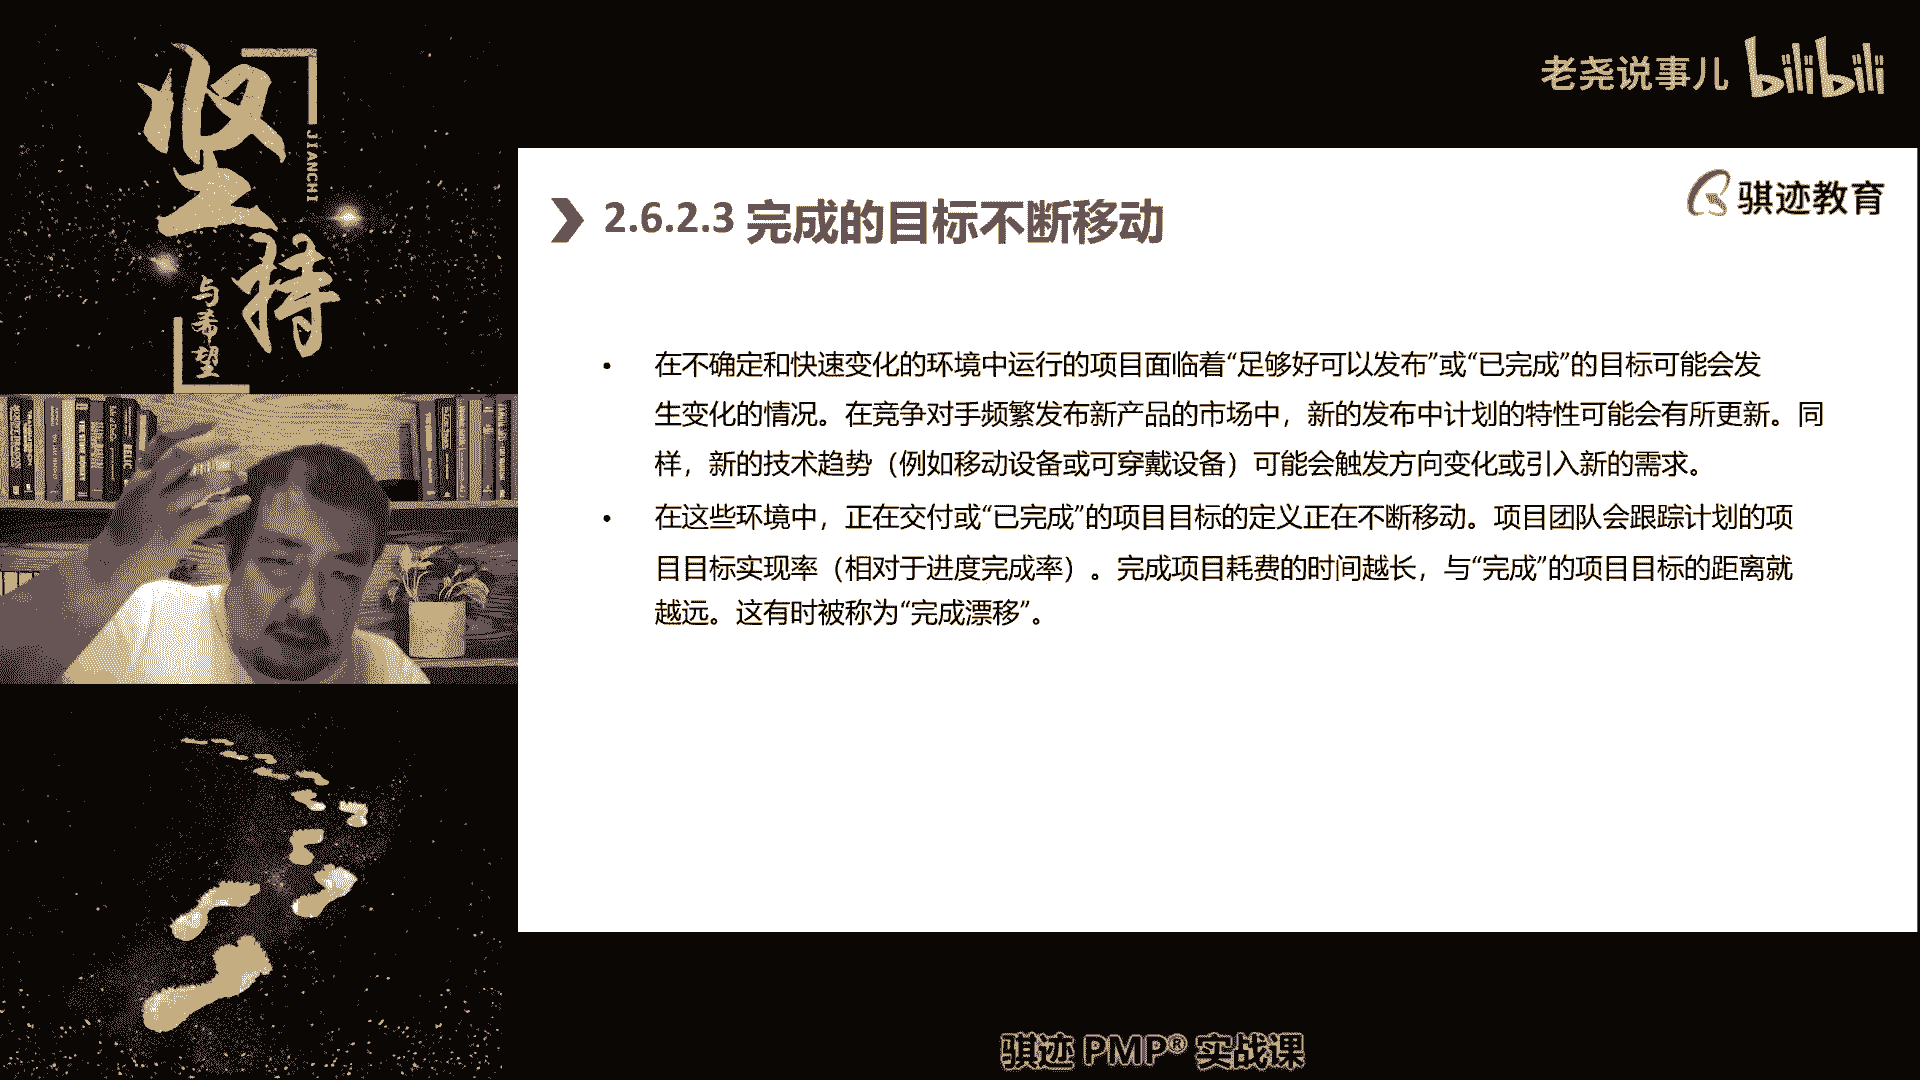 坚持
JIANCHI
与希望
老尧说事儿 bilibili
骐迹教育
2.6.2.3 完成的目标不断移动
• 在不确定和快速变化的环境中运行的项目面临着“足够好可以发布”或“已完成”的目标可能会发
生变化的情况。在竞争对手频繁发布新产品的市场中，新的发布中计划的特性可能会有所更新。同
样，新的技术趋势（例如移动设备或可穿戴设备）可能会触发方向变化或引入新的需求。
• 在这些环境中，正在交付或“已完成”的项目目标的定义正在不断移动。项目团队会跟踪计划的项
目目标实现率（相对于进度完成率）。完成项目耗费的时间越长，与“完成”的项目目标的距离就
越远。这有时被称为“完成漂移”。
骐迹 PMP® 实战课